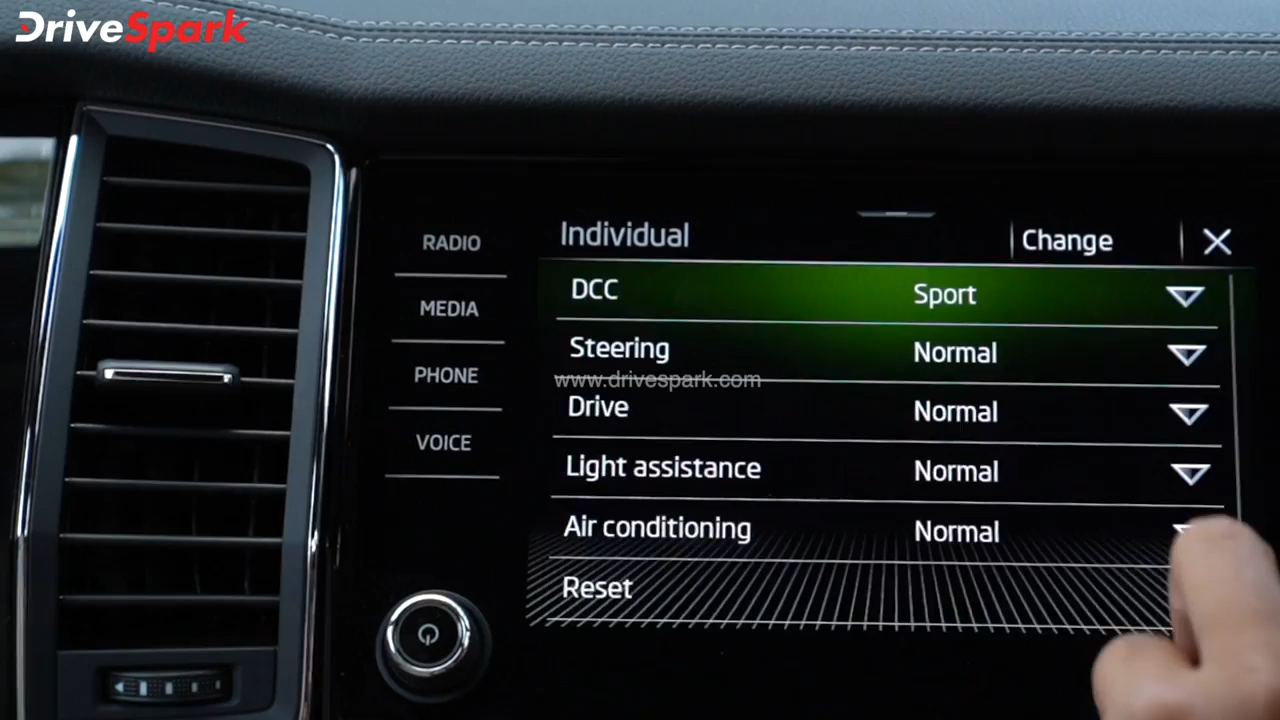 DriveSpark
Individual
Change
RADIO
MEDIA
PHONE
VOICE
DCC Sport
Steering Normal
www.drivespark.com
Drive Normal
Light assistance Normal
Air conditioning Normal
Reset